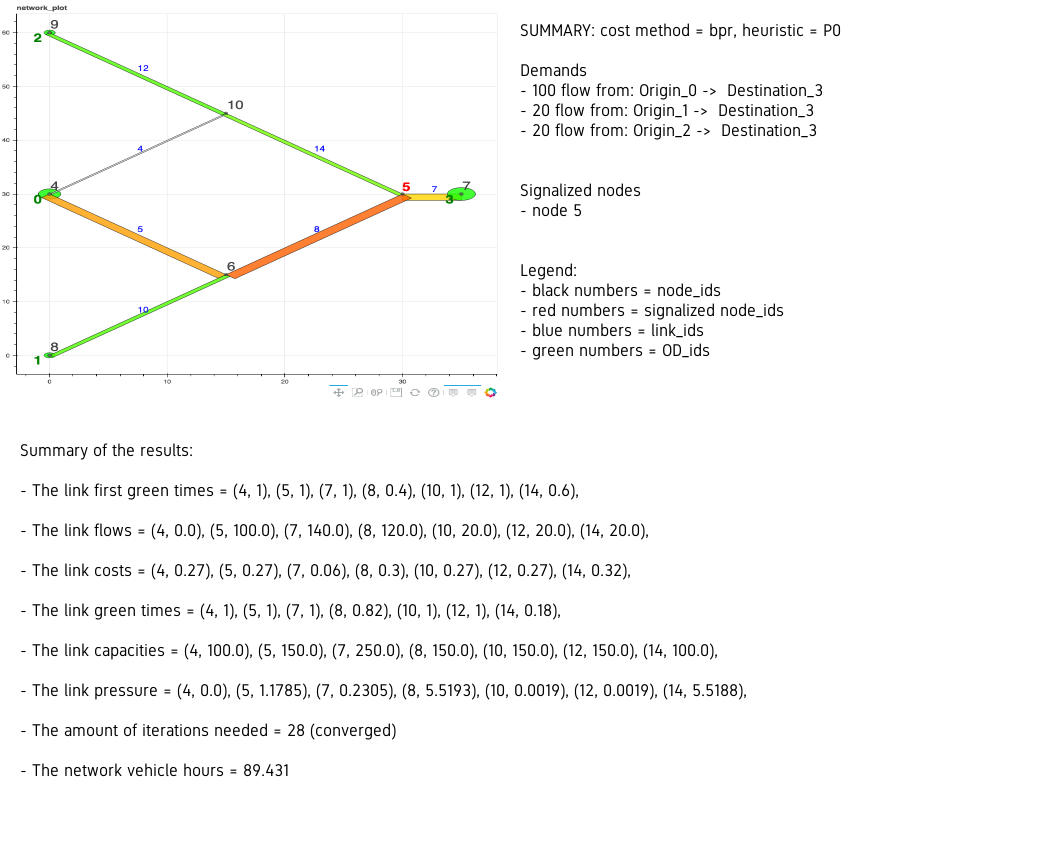 network_plot
60
50
40
30
20
10
0
0
10
20
30
9
2
12
10
4
14
4
0
5
7
3
7
5
8
6
10
8
1
SUMMARY: cost method = bpr, heuristic = P0
Demands
- 100 flow from: Origin_0 -> Destination_3
- 20 flow from: Origin_1 -> Destination_3
- 20 flow from: Origin_2 -> Destination_3
Signalized nodes
- node 5
Legend:
- black numbers = node_ids
- red numbers = signalized node_ids
- blue numbers = link_ids
- green numbers = OD_ids
Summary of the results:
- The link first green times = (4, 1), (5, 1), (7, 1), (8, 0.4), (10, 1), (12, 1), (14, 0.6),
- The link flows = (4, 0.0), (5, 100.0), (7, 140.0), (8, 120.0), (10, 20.0), (12, 20.0), (14, 20.0),
- The link costs = (4, 0.27), (5, 0.27), (7, 0.06), (8, 0.3), (10, 0.27), (12, 0.27), (14, 0.32),
- The link green times = (4, 1), (5, 1), (7, 1), (8, 0.82), (10, 1), (12, 1), (14, 0.18),
- The link capacities = (4, 100.0), (5, 150.0), (7, 250.0), (8, 150.0), (10, 150.0), (12, 150.0), (14, 100.0),
- The link pressure = (4, 0.0), (5, 1.1785), (7, 0.2305), (8, 5.5193), (10, 0.0019), (12, 0.0019), (14, 5.5188),
- The amount of iterations needed = 28 (converged)
- The network vehicle hours = 89.431